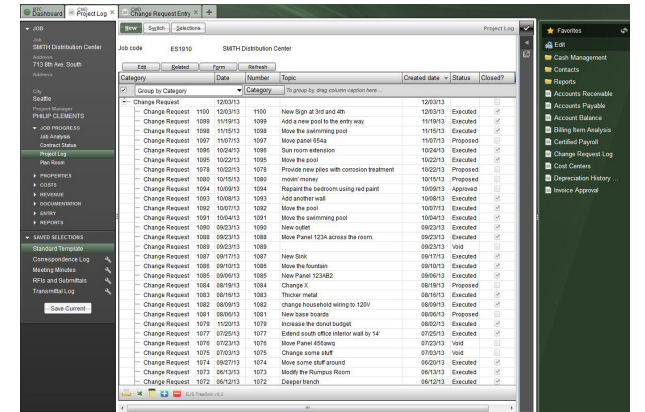 Dashboard Project Log Change Request Entry
JOB
Job
SMITH Distribution Center
Address
713 8th Ave. South
Address
City
Seattle
Project Manager
PHILIP CLEMENTS
JOB PROGRESS
Job Analysis
Contract Status
Project Log
Plan Room
PROPERTIES
COSTS
REVENUE
DOCUMENTATION
ENTRY
REPORTS
SAVED SELECTIONS
Standard Template
Correspondence Log
Meeting Minutes
RFIs and Submittals
Transmittal Log
Save Current
New Switch Selections Project Log
Job code ES1910 SMITH Distribution Center
Edit Related Form Refresh
Category Date Number Topic Created date Status Closed?
Group by Category Category To group by, drag column caption here ...
Change Request 12/03/13 12/03/13
Change Request 1100 12/03/13 1100 New Sign at 3rd and 4th 12/03/13 Executed
Change Request 1099 11/19/13 1099 Add a new pool to the entry way. 11/19/13 Executed
Change Request 1098 11/15/13 1098 Move the swimming pool 11/15/13 Executed
Change Request 1097 11/07/13 1097 Move panel 654a 11/07/13 Proposed
Change Request 1096 10/24/13 1096 Sun room extension 10/24/13 Executed
Change Request 1095 10/22/13 1095 Move the pool 10/22/13 Executed
Change Request 1078 10/22/13 1078 Provide new piles with corrosion treatment 10/22/13 Proposed
Change Request 1080 10/15/13 1080 movin' money 10/15/13 Proposed
Change Request 1094 10/09/13 1094 Repaint the bedroom using red paint 10/09/13 Approved
Change Request 1093 10/08/13 1093 Add another wall 10/08/13 Executed
Change Request 1092 10/07/13 1092 Move the pool 10/07/13 Executed
Change Request 1091 10/04/13 1091 Move the swimming pool 10/04/13 Executed
Change Request 1090 09/23/13 1090 New outlet 09/23/13 Executed
Change Request 1088 09/23/13 1088 Move Panel 123A across the room. 09/23/13 Executed
Change Request 1089 09/23/13 1089 09/23/13 Void
Change Request 1087 09/17/13 1087 New Sink 09/17/13 Executed
Change Request 1086 09/10/13 1086 Move the fountain 09/10/13 Executed
Change Request 1085 09/06/13 1085 New Panel 123AB2 09/06/13 Executed
Change Request 1084 08/19/13 1084 Change X 08/19/13 Proposed
Change Request 1083 08/16/13 1083 Thicker metal 08/16/13 Executed
Change Request 1082 08/09/13 1082 change household wiring to 120V 08/09/13 Executed
Change Request 1081 08/06/13 1081 New base boards 08/06/13 Proposed
Change Request 1079 11/20/13 1079 Increase the donut budget 08/02/13 Executed
Change Request 1077 07/25/13 1077 Extend south office interior wall by 14' 07/25/13 Executed
Change Request 1076 07/23/13 1076 Move Panel 456awq 07/23/13 Void
Change Request 1075 07/03/13 1075 Change some stuff 07/03/13 Void
Change Request 1074 09/27/13 1074 Move some stuff around 06/20/13 Executed
Change Request 1073 06/13/13 1073 Modify the Rumpus Room 06/13/13 Executed
Change Request 1072 06/12/13 1072 Deeper trench 06/12/13 Executed
Favorites
Edit
Cash Management
Contacts
Reports
Accounts Receivable
Accounts Payable
Account Balance
Billing Item Analysis
Certified Payroll
Change Request Log
Cost Centers
Depreciation History ...
Invoice Approval